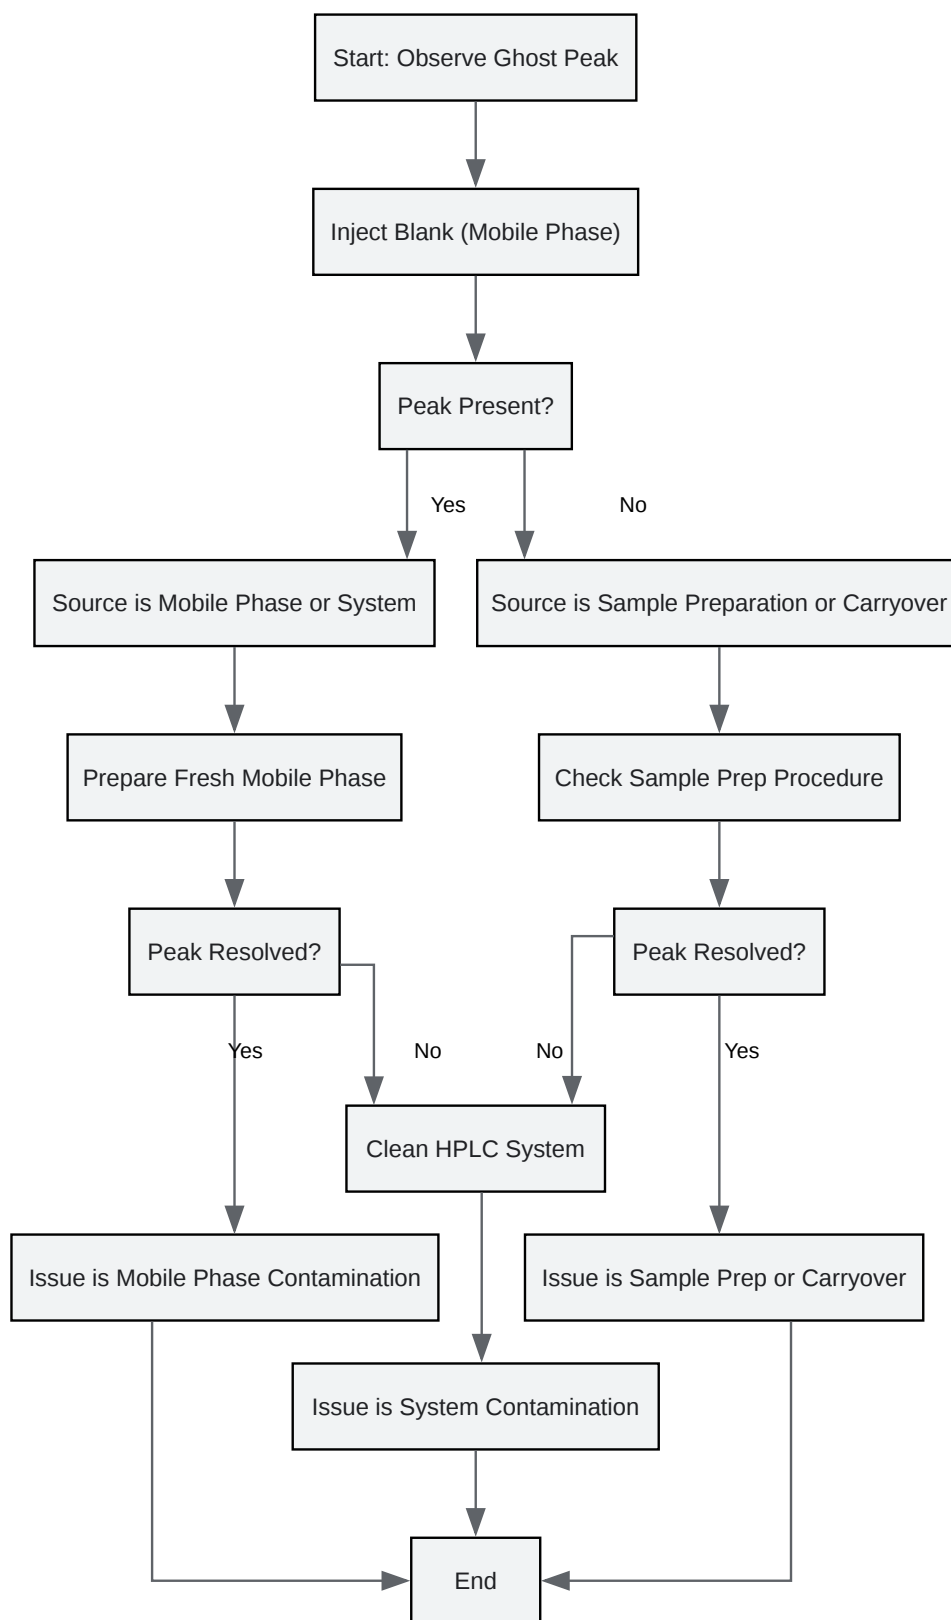 Start: Observe Ghost Peak
Inject Blank (Mobile Phase)
Peak Present?
Yes
No
Source is Mobile Phase or System
Source is Sample Preparation or Carryover
Prepare Fresh Mobile Phase
Check Sample Prep Procedure
Peak Resolved?
Peak Resolved?
Yes
No
No
Yes
Clean HPLC System
Issue is Mobile Phase Contamination
Issue is Sample Prep or Carryover
Issue is System Contamination
End